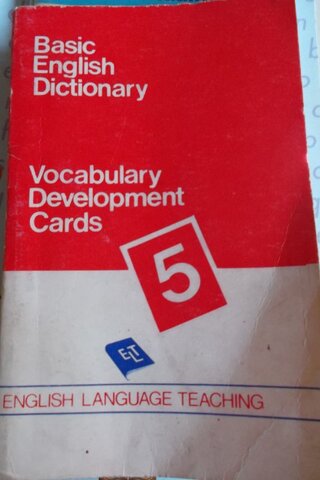 Basic
English
Dictionary
Vocabulary
Development
Cards
5
ELT
ENGLISH LANGUAGE TEACHING